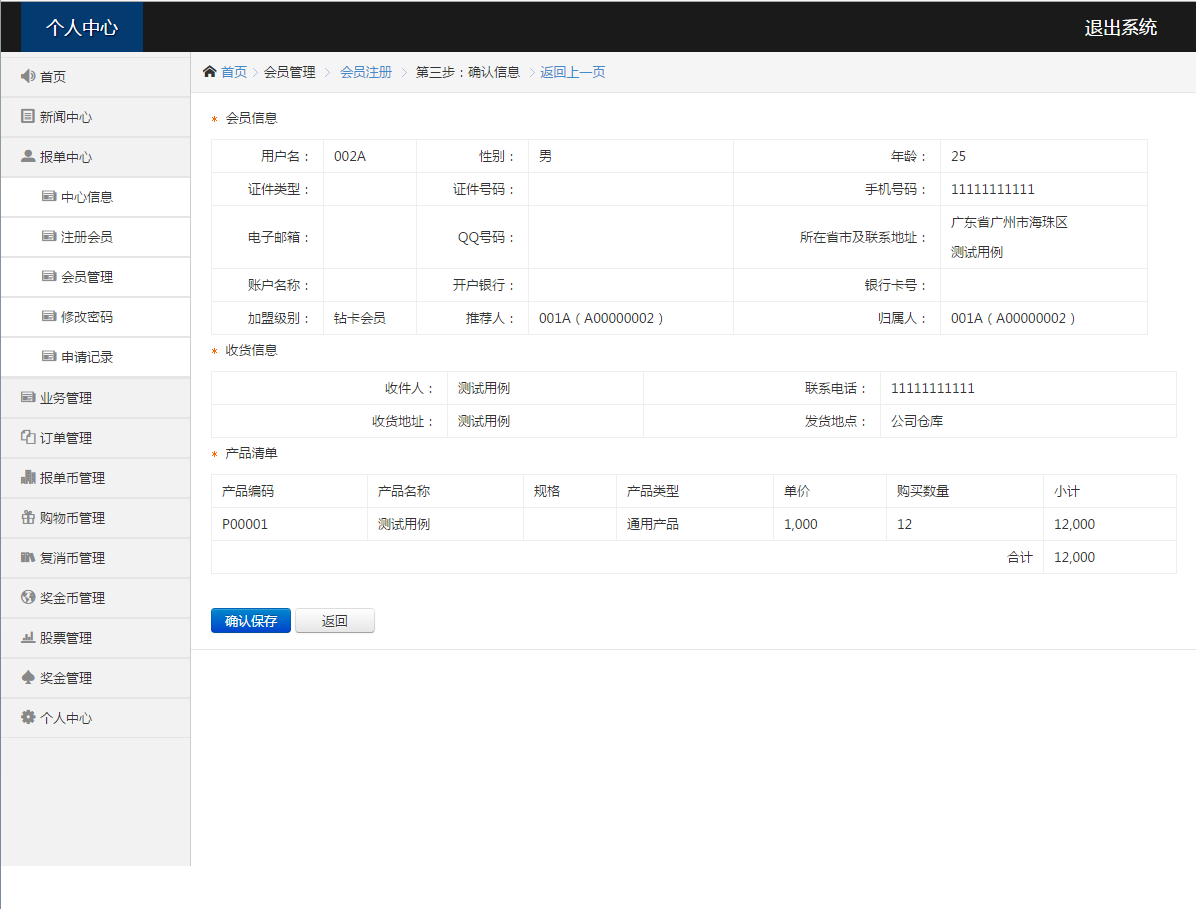 个人中心
退出系统
首页
新闻中心
报单中心
中心信息
注册会员
会员管理
修改密码
申请记录
业务管理
订单管理
报单币管理
购物币管理
复消币管理
奖金币管理
股票管理
奖金管理
个人中心
首页 会员管理 会员注册 第三步：确认信息 返回上一页
* 会员信息
用户名： 002A 性别： 男 年龄： 25
证件类型： 证件号码： 手机号码： 11111111111
电子邮箱： QQ号码： 所在省市及联系地址： 广东省广州市海珠区
测试用例
账户名称： 开户银行： 银行卡号：
加盟级别： 钻卡会员 推荐人： 001A（A00000002） 归属人： 001A（A00000002）
* 收货信息
收件人： 测试用例 联系电话： 11111111111
收货地址： 测试用例 发货地点： 公司仓库
* 产品清单
产品编码 产品名称 规格 产品类型 单价 购买数量 小计
P00001 测试用例 通用产品 1,000 12 12,000
合计 12,000
确认保存 返回